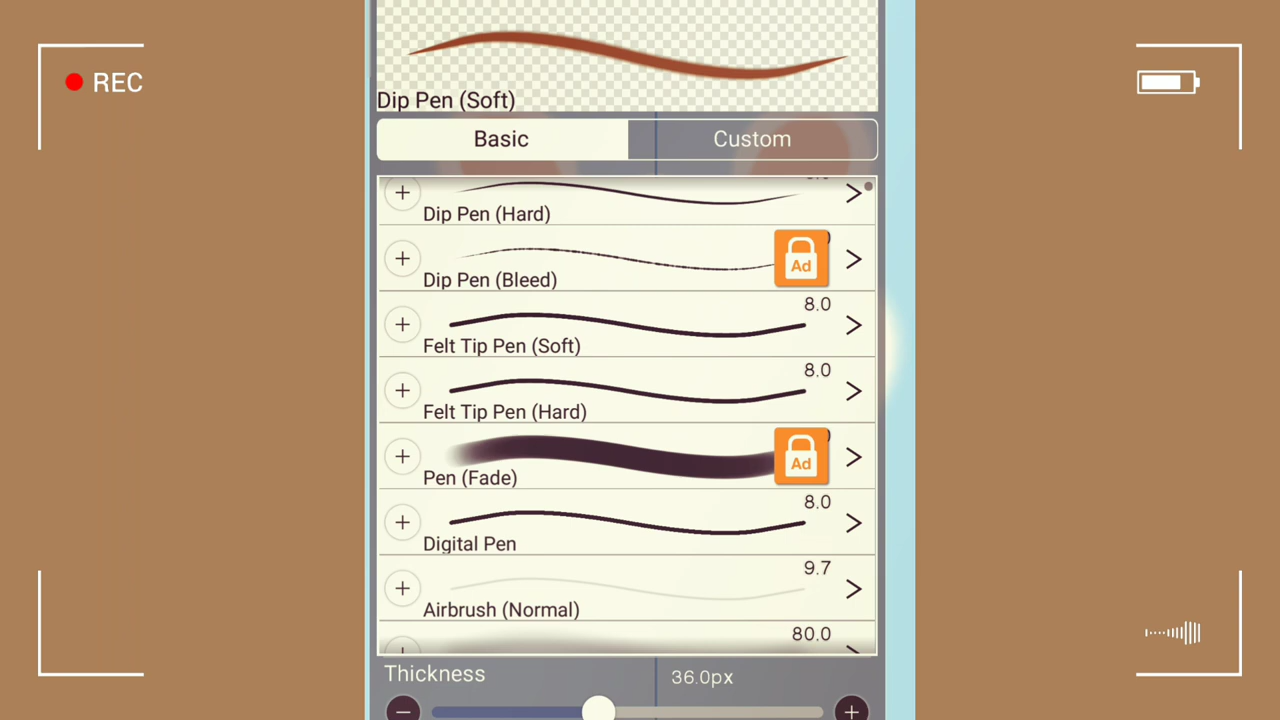 REC
Dip Pen (Soft)
Basic Custom
Dip Pen (Hard)
Ad
Dip Pen (Bleed)
8.0
Felt Tip Pen (Soft)
8.0
Felt Tip Pen (Hard)
Ad
Pen (Fade)
8.0
Digital Pen
9.7
Airbrush (Normal)
80.0
Thickness 36.0px